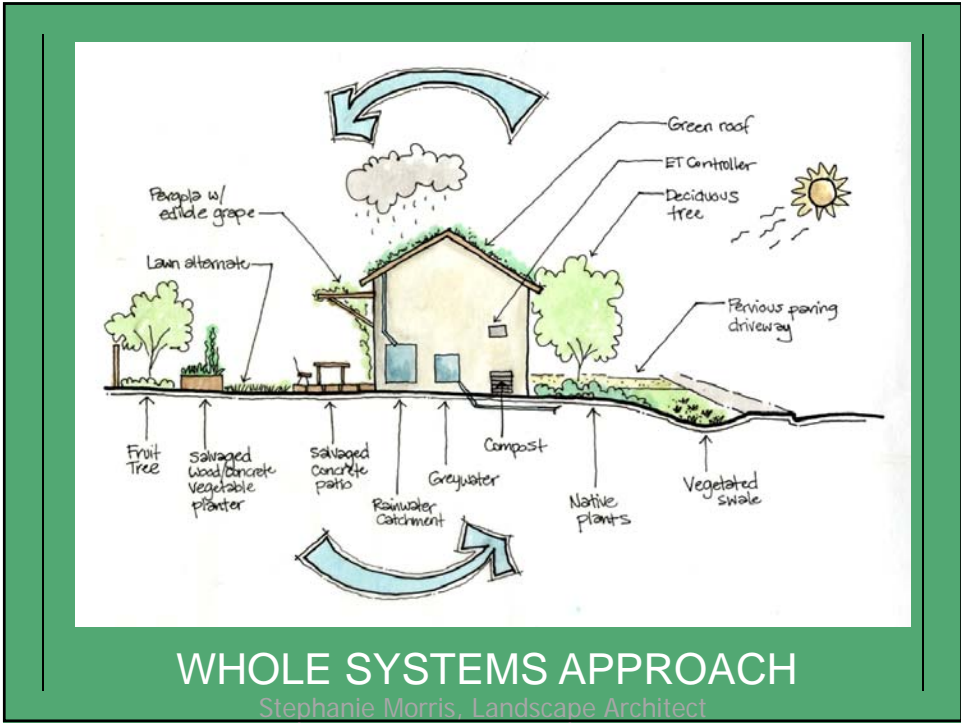 Green roof
ET Controller
Deciduous
tree
Pergola w/
edible grape
Lawn alternate
Pervious paving
driveway
Fruit
Tree
Salvaged
wood/concrete
vegetable
planter
salvaged
concrete
patio
Rainwater
Catchment
Greywater
Compost
Native
plants
Vegetated
swale
WHOLE SYSTEMS APPROACH
Stephanie Morris, Landscape Architect